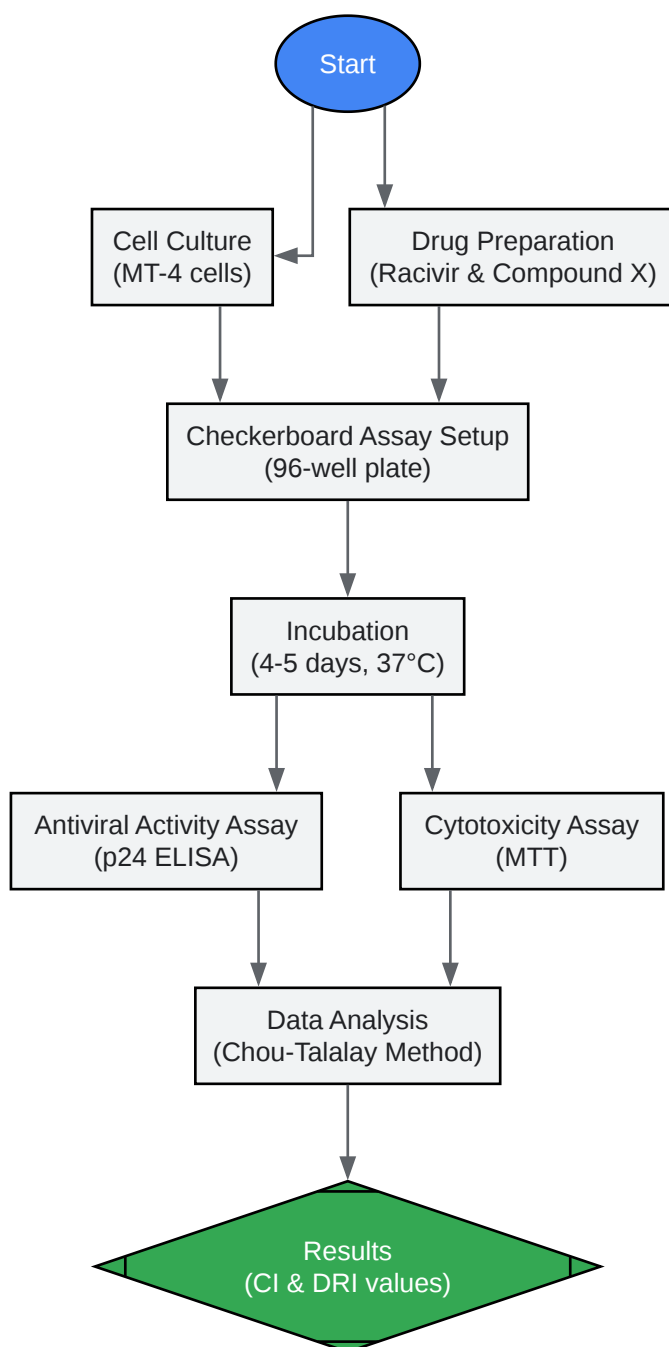 Start
Cell Culture
(MT-4 cells)
Drug Preparation
(Racivir & Compound X)
Checkerboard Assay Setup
(96-well plate)
Incubation
(4-5 days, 37°C)
Antiviral Activity Assay
(p24 ELISA)
Cytotoxicity Assay
(MTT)
Data Analysis
(Chou-Talalay Method)
Results
(CI & DRI values)